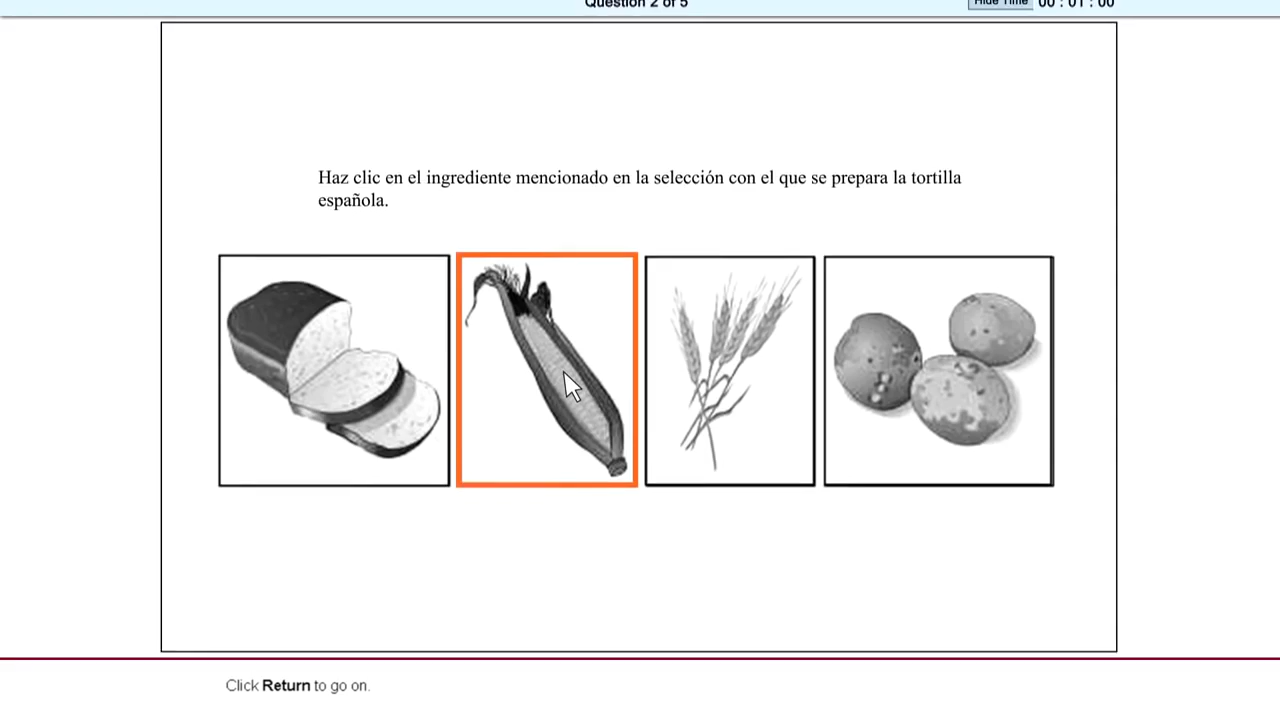 Question 2 of 5
Hide Time 00 : 01 : 00
Haz clic en el ingrediente mencionado en la selección con el que se prepara la tortilla
española.
Click Return to go on.